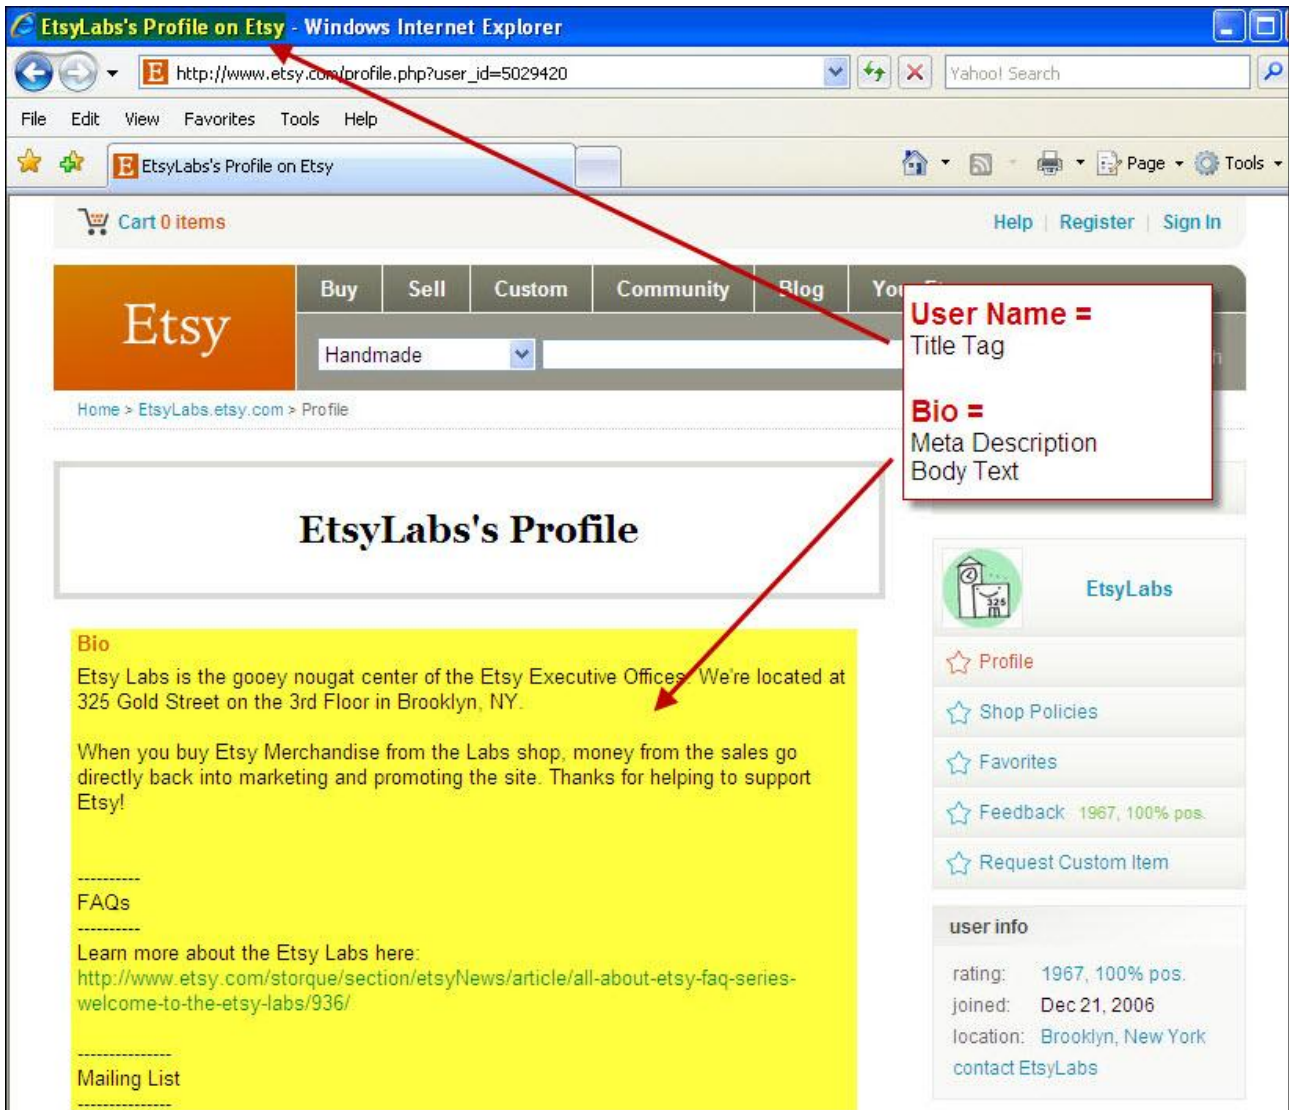 EtsyLabs's Profile on Etsy - Windows Internet Explorer
http://www.etsy.com/profile.php?user_id=5029420
Yahoo! Search
File Edit View Favorites Tools Help
EtsyLabs's Profile on Etsy
Page Tools
Cart 0 items
Help | Register | Sign In
Etsy
Buy Sell Custom Community Blog
Handmade
User Name =
Title Tag
Bio =
Meta Description
Body Text
Home > EtsyLabs.etsy.com > Profile
EtsyLabs's Profile
Bio
Etsy Labs is the gooey nougat center of the Etsy Executive Offices. We're located at
325 Gold Street on the 3rd Floor in Brooklyn, NY.
When you buy Etsy Merchandise from the Labs shop, money from the sales go
directly back into marketing and promoting the site. Thanks for helping to support
Etsy!
----------
FAQs
----------
Learn more about the Etsy Labs here:
http://www.etsy.com/storque/section/etsyNews/article/all-about-etsy-faq-series-
welcome-to-the-etsy-labs/936/
---------------
Mailing List
---------------
325
EtsyLabs
Profile
Shop Policies
Favorites
Feedback 1967, 100% pos.
Request Custom Item
user info
rating: 1967, 100% pos.
joined: Dec 21, 2006
location: Brooklyn, New York
contact EtsyLabs